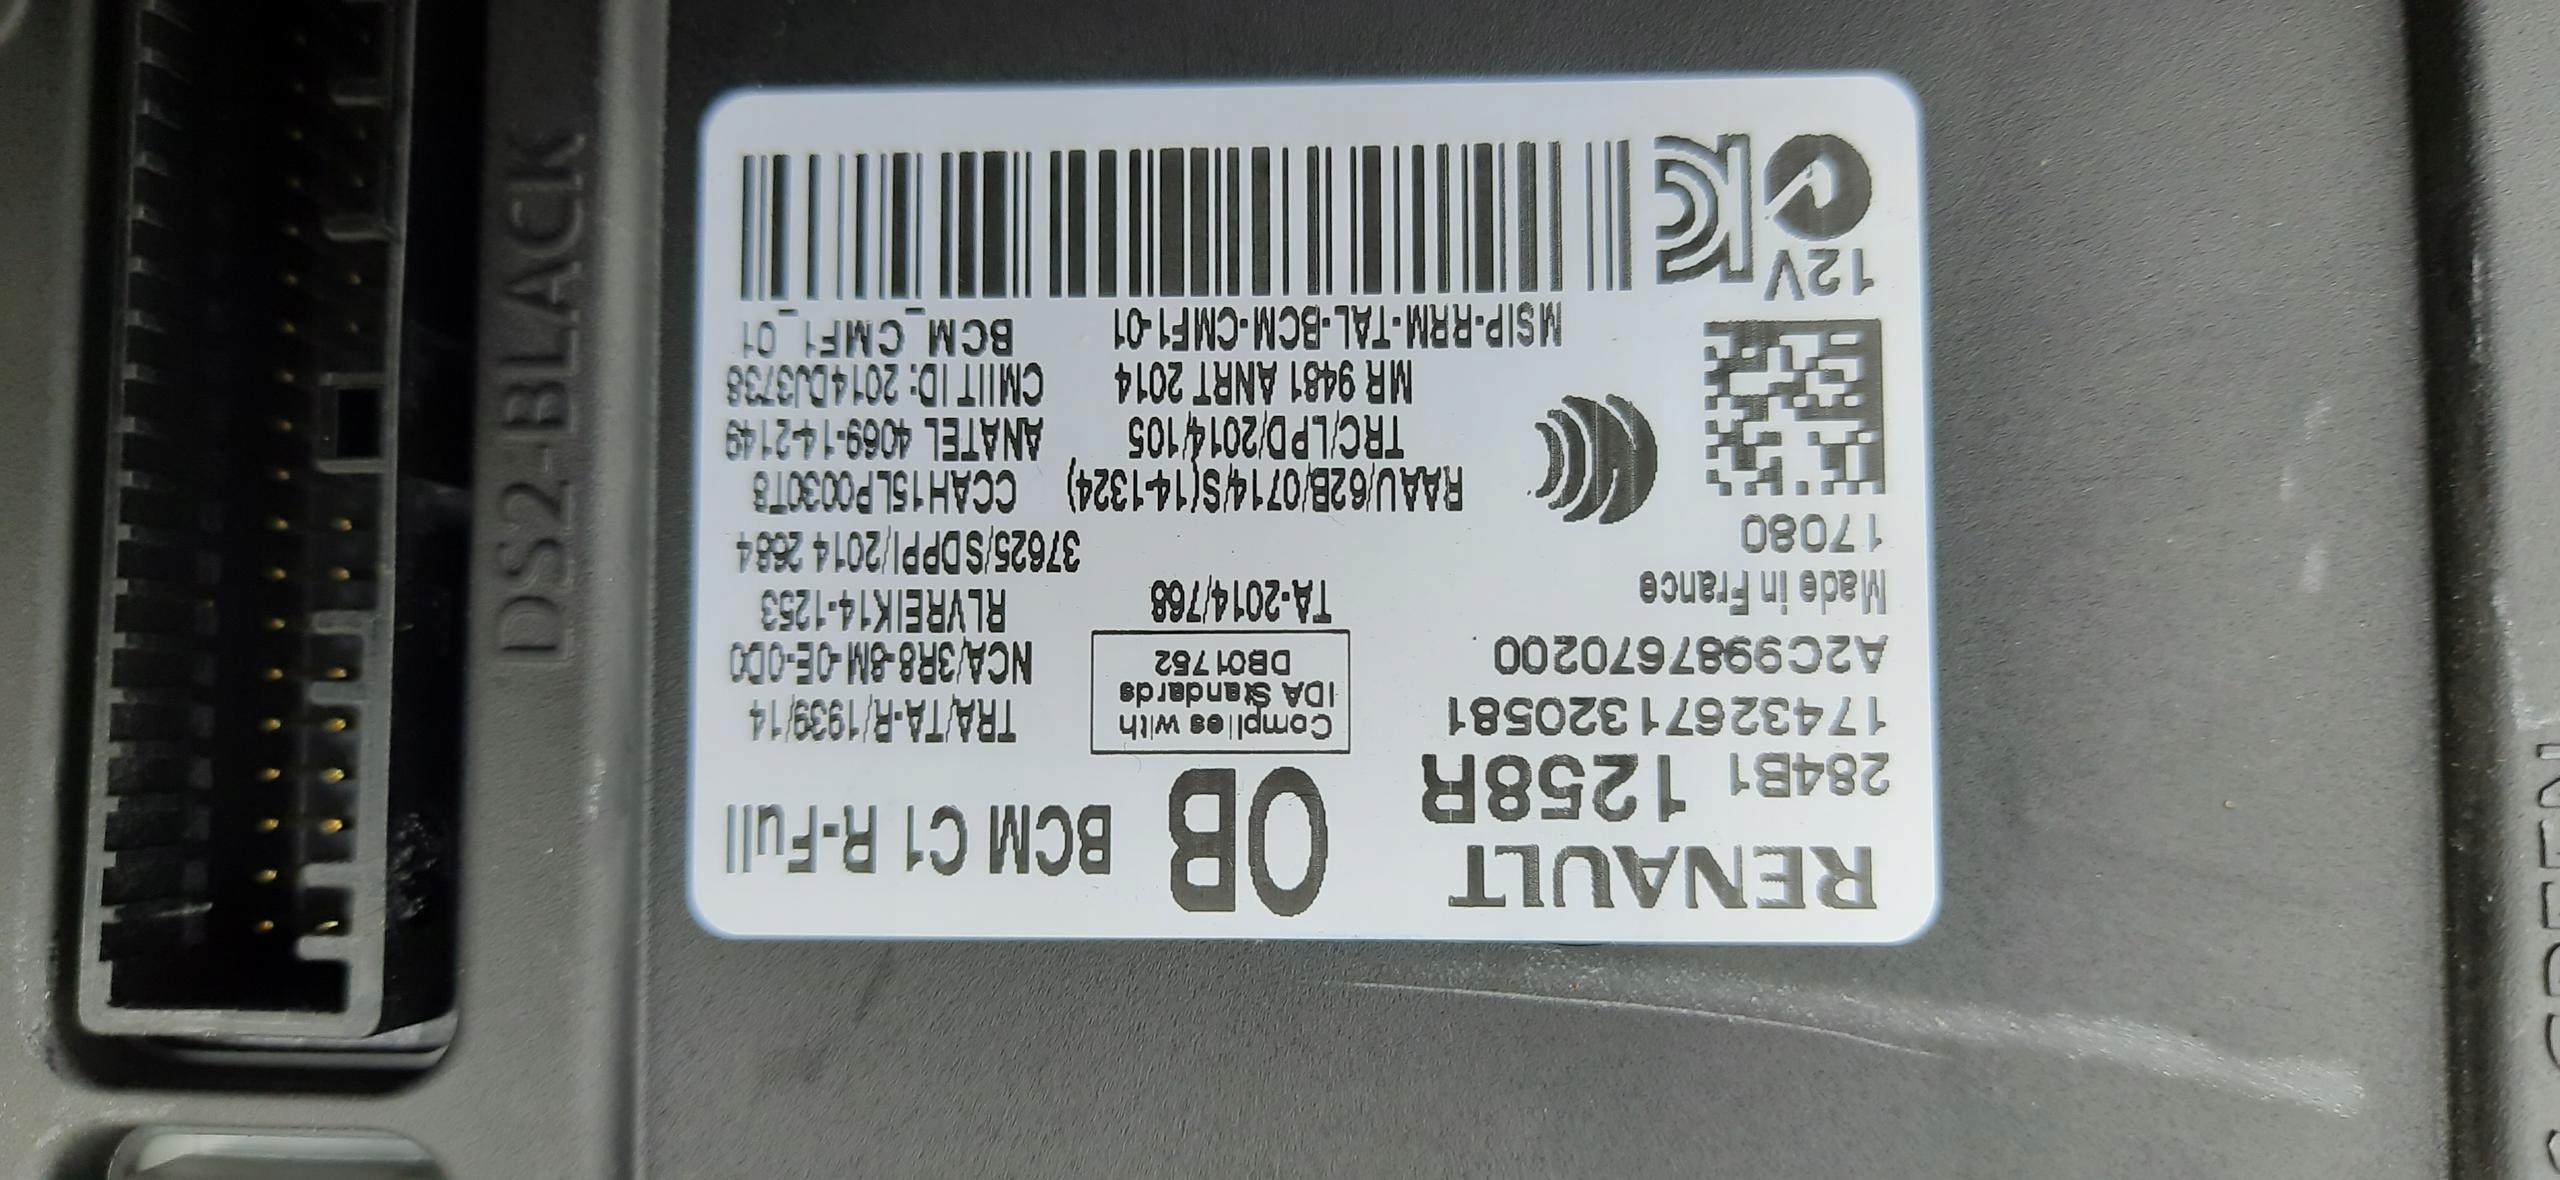 RENAULT
0B
BCM C1 R-Full
284B1 1258R
17432671320581
A2C9987670200
Made in France
17080
12V
Complies with
IDA Standards
DB01752
TA-2014/768
TRA/TA-R/1939/14
NCA/3R8-8M-0E-0D0
RLVREIK14-1253
37625/SDPPI/2014 2684
RAAU/62B/0714/S(14-1324)
CCAH15LP0030T8
TRC/LPD/2014/105
ANATEL 4069-14-2149
MR 9481 ANRT 2014
CMIIT ID: 2014DJ3738
MSIP-RRM-TAL-BCM-CMF1-01
BCM_CMF1_01
DS2-BLACK
GREEN